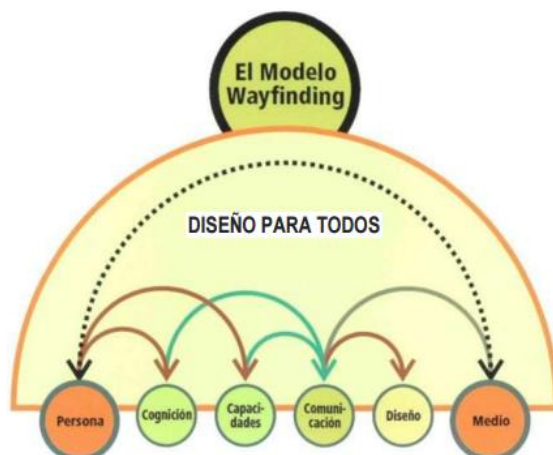 El Modelo
Wayfinding
DISEÑO PARA TODOS
Persona
Cognición
Capaci-
dades
Comuni-
cación
Diseño
Medio